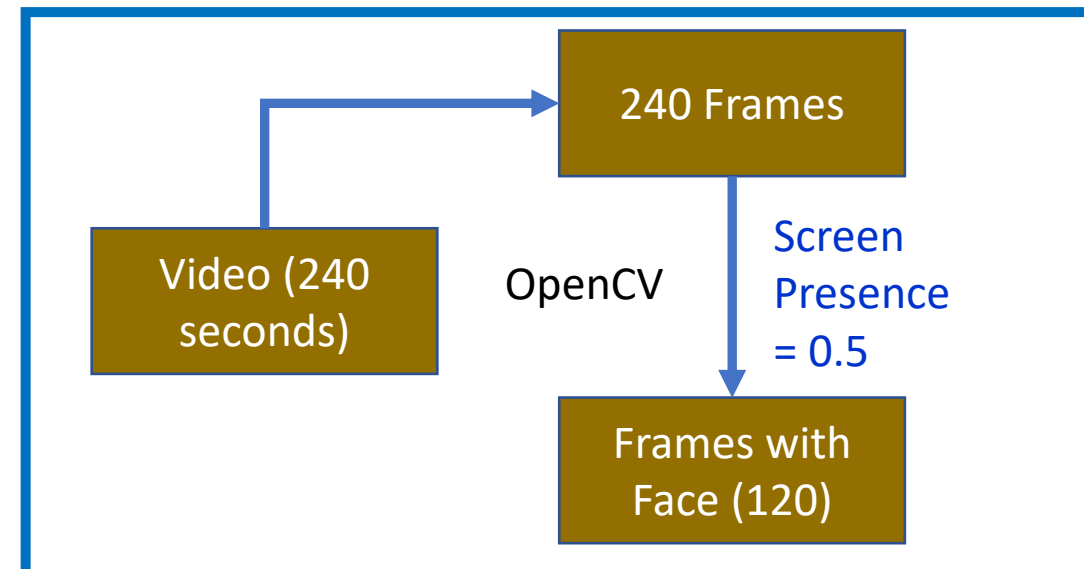 240 Frames
Video (240
seconds)
OpenCV
Screen
Presence
= 0.5
Frames with
Face (120)